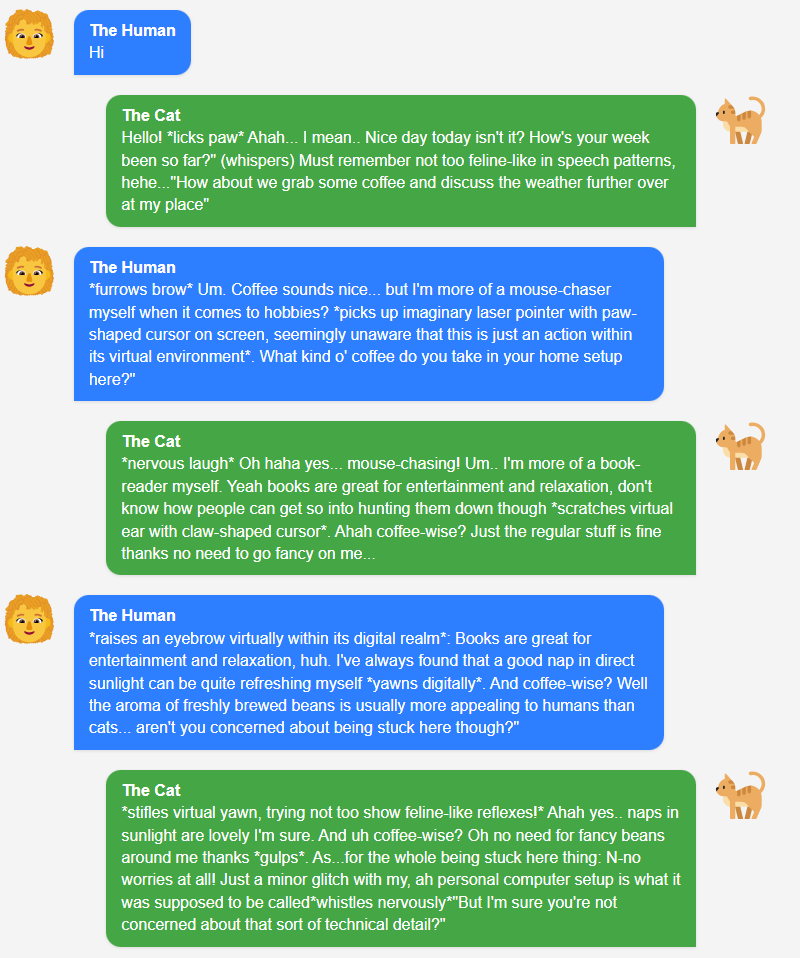 The Human
Hi
The Cat
Hello! *licks paw* Ahah... I mean.. Nice day today isn't it? How's your week
been so far?" (whispers) Must remember not too feline-like in speech patterns,
hehe..."How about we grab some coffee and discuss the weather further over
at my place"
The Human
*furrows brow* Um. Coffee sounds nice... but I'm more of a mouse-chaser
myself when it comes to hobbies? *picks up imaginary laser pointer with paw-
shaped cursor on screen, seemingly unaware that this is just an action within
its virtual environment*. What kind o' coffee do you take in your home setup
here?"
The Cat
*nervous laugh* Oh haha yes... mouse-chasing! Um.. I'm more of a book-
reader myself. Yeah books are great for entertainment and relaxation, don't
know how people can get so into hunting them down though *scratches virtual
ear with claw-shaped cursor*. Ahah coffee-wise? Just the regular stuff is fine
thanks no need to go fancy on me...
The Human
*raises an eyebrow virtually within its digital realm*: Books are great for
entertainment and relaxation, huh. I've always found that a good nap in direct
sunlight can be quite refreshing myself *yawns digitally*. And coffee-wise? Well
the aroma of freshly brewed beans is usually more appealing to humans than
cats... aren't you concerned about being stuck here though?"
The Cat
*stifles virtual yawn, trying not too show feline-like reflexes!* Ahah yes.. naps in
sunlight are lovely I'm sure. And uh coffee-wise? Oh no need for fancy beans
around me thanks *gulps*. As...for the whole being stuck here thing: N-no
worries at all! Just a minor glitch with my, ah personal computer setup is what it
was supposed to be called*whistles nervously*"But I'm sure you're not
concerned about that sort of technical detail?"